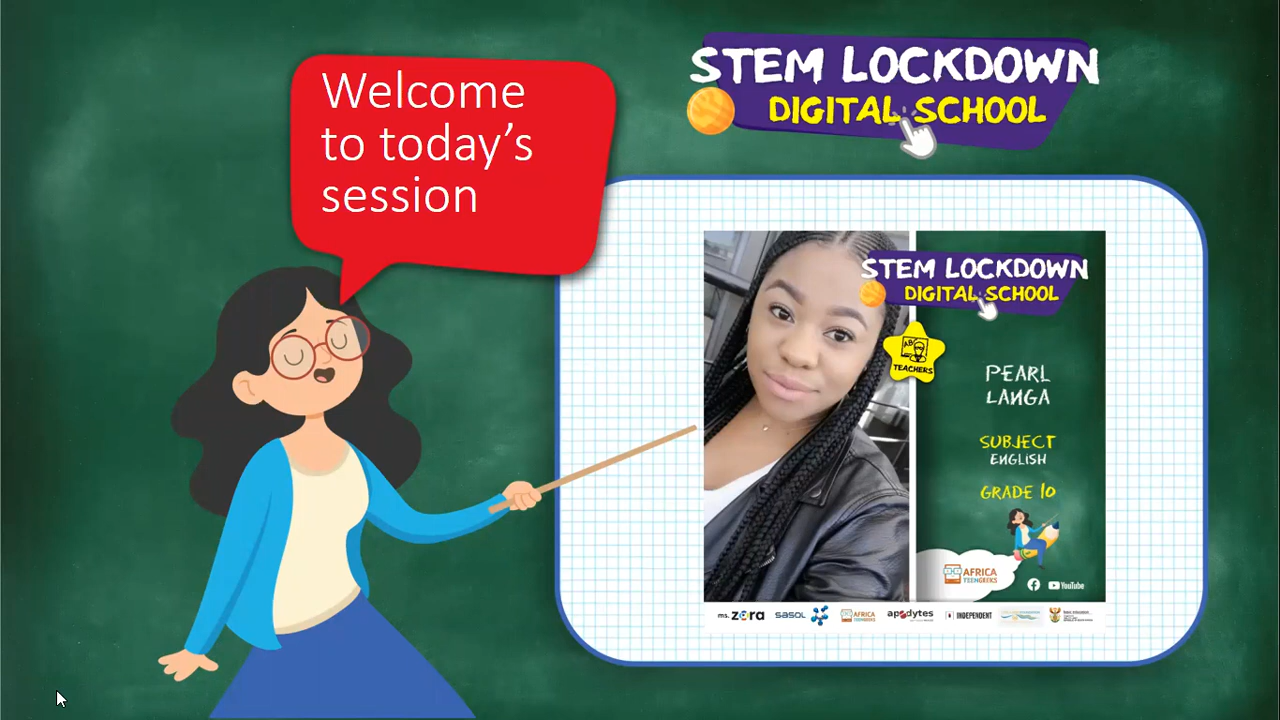 Welcome
to today's
session
STEM LOCKDOWN
DIGITAL SCHOOL
STEM LOCKDOWN
DIGITAL SCHOOL
TEACHERS
PEARL
LANGA
SUBJECT
ENGLISH
GRADE 10
AFRICA
TEENGEEKS
YouTube
ms. zora
sasol
AFRICA
TEENGEEKS
apodytes
INDEPENDENT